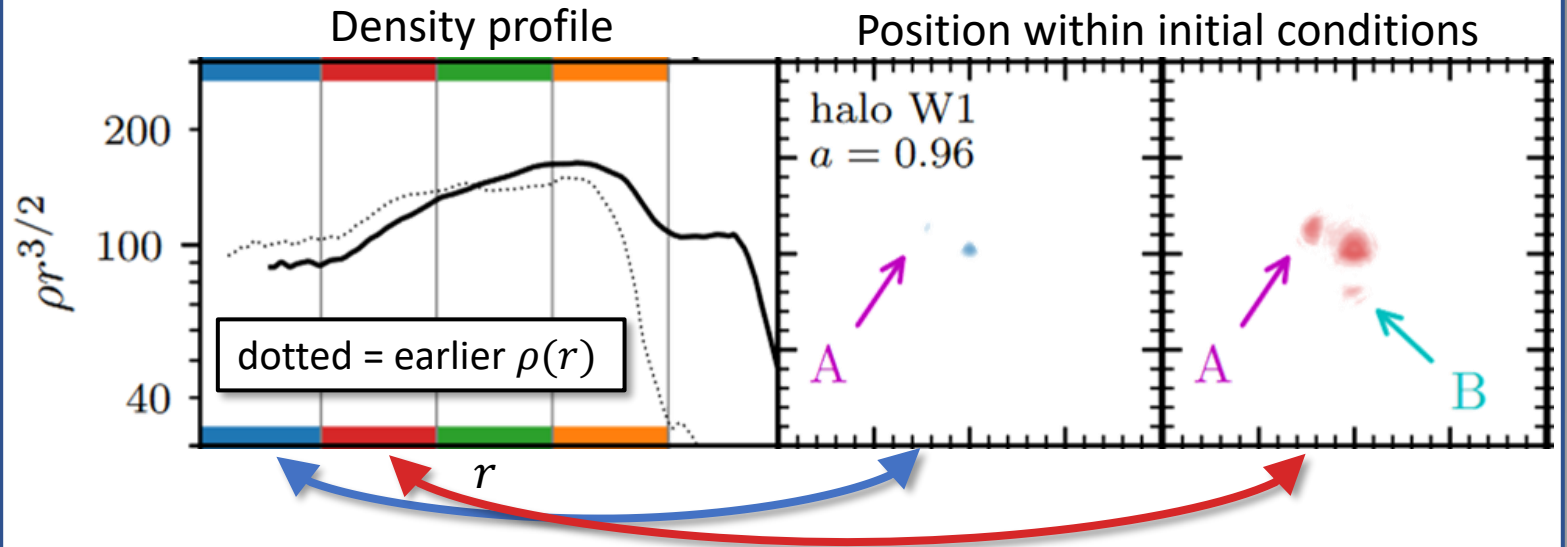 Density profile
Position within initial conditions
200
100
40
ρr^{3/2}
dotted = earlier ρ(r)
r
halo W1
a = 0.96
A
A
B